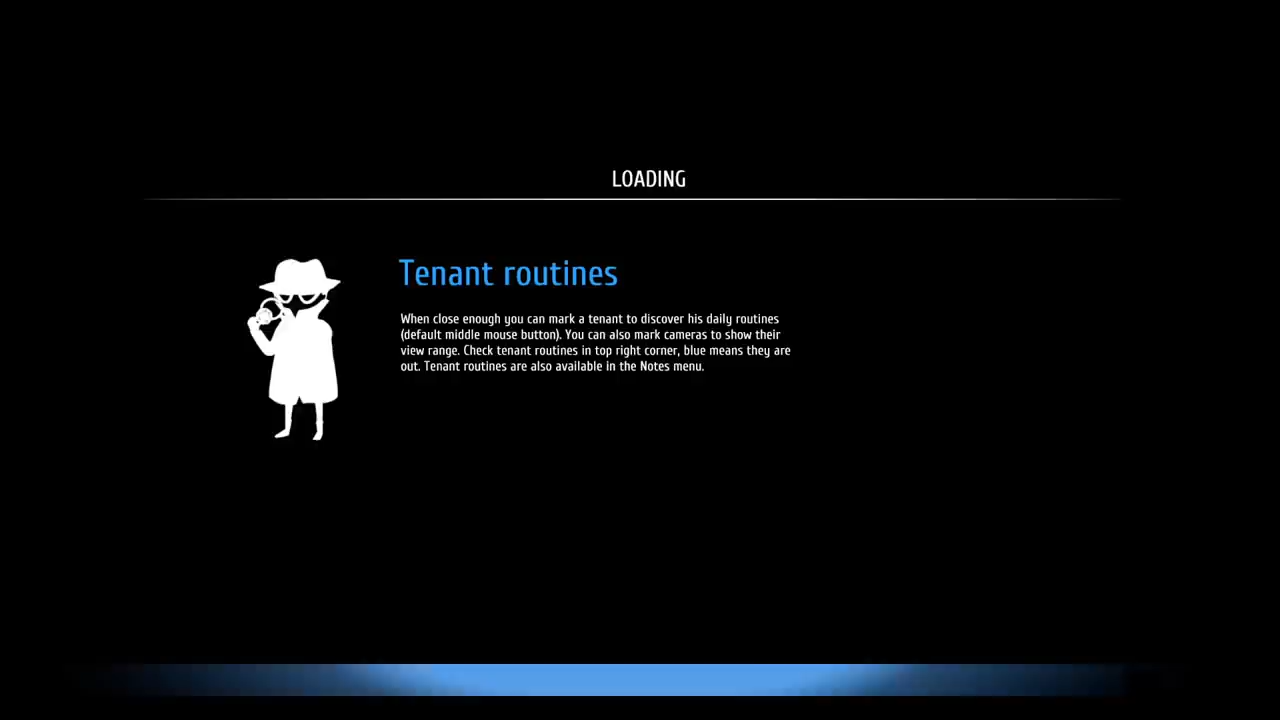 LOADING
Tenant routines
When close enough you can mark a tenant to discover his daily routines
(default middle mouse button). You can also mark cameras to show their
view range. Check tenant routines in top right corner, blue means they are
out. Tenant routines are also available in the Notes menu.